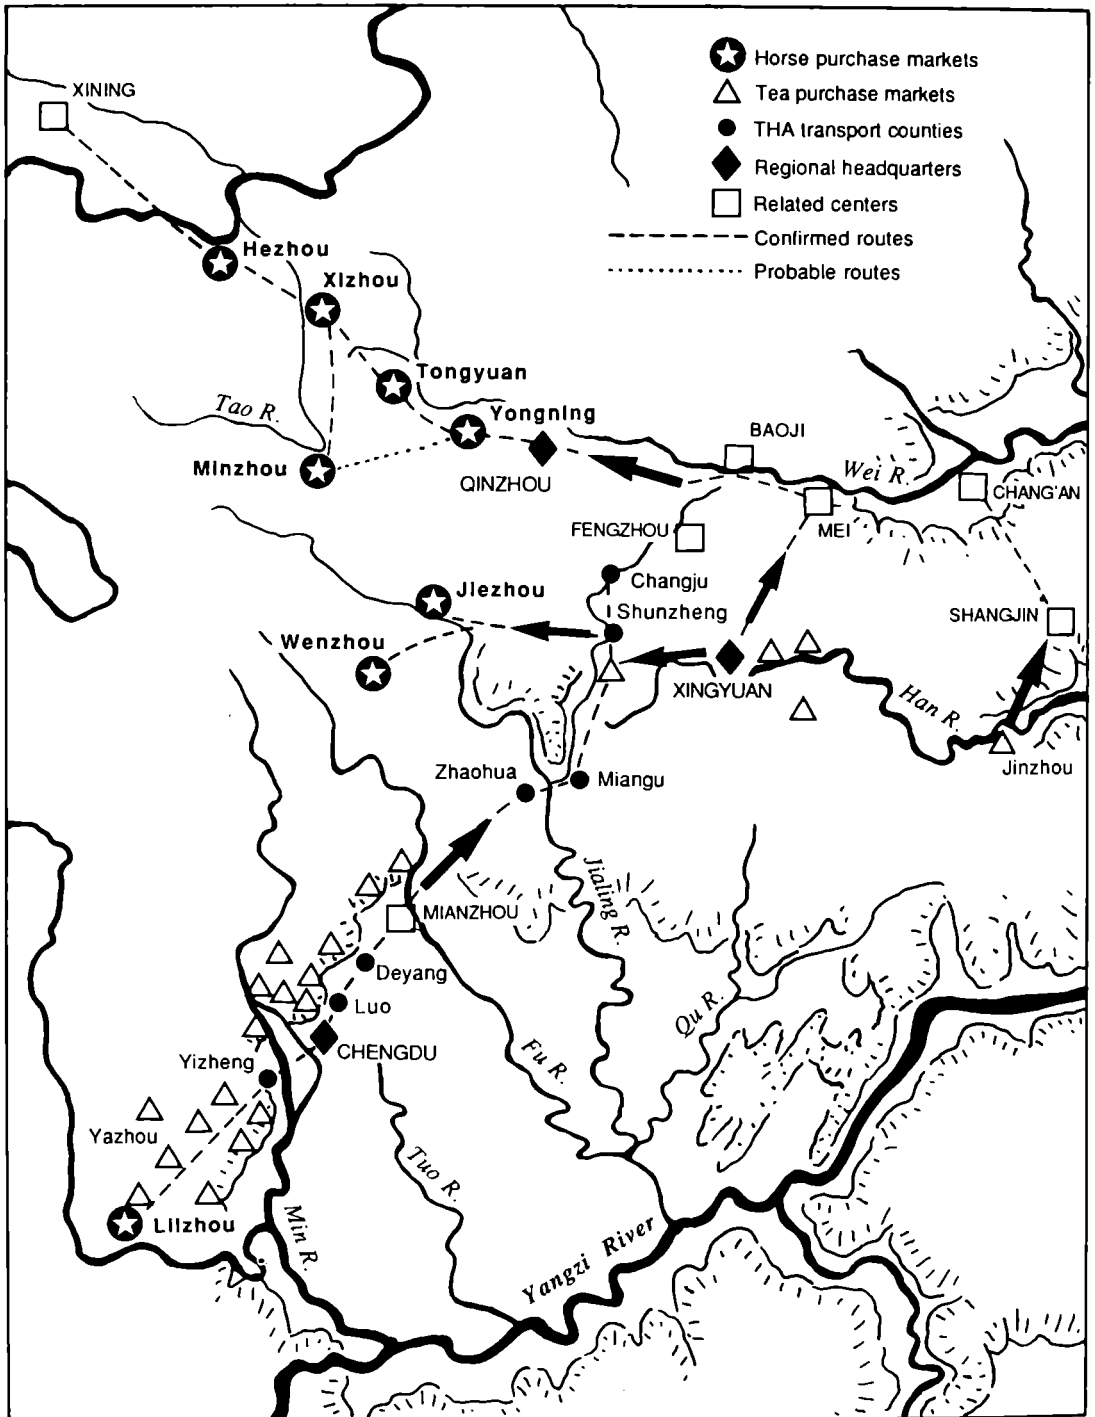 Horse purchase markets
Tea purchase markets
THA transport counties
Regional headquarters
Related centers
Confirmed routes
Probable routes
XINING
Hezhou
Xizhou
Tongyuan
Tao R.
Yongning
Minzhou
QINZHOU
BAOJI
Wei R.
CHANG'AN
MEI
FENGZHOU
Changju
Jiezhou
Shunzheng
SHANGJIN
Wenzhou
XINGYUAN
Han R.
Jinzhou
Zhaohua
Miangu
Jialing R.
MIANZHOU
Deyang
Luo
Qu R.
CHENGDU
Fu R.
Yizheng
Yazhou
Tuo R.
Lilzhou
Min R.
Yangzi River